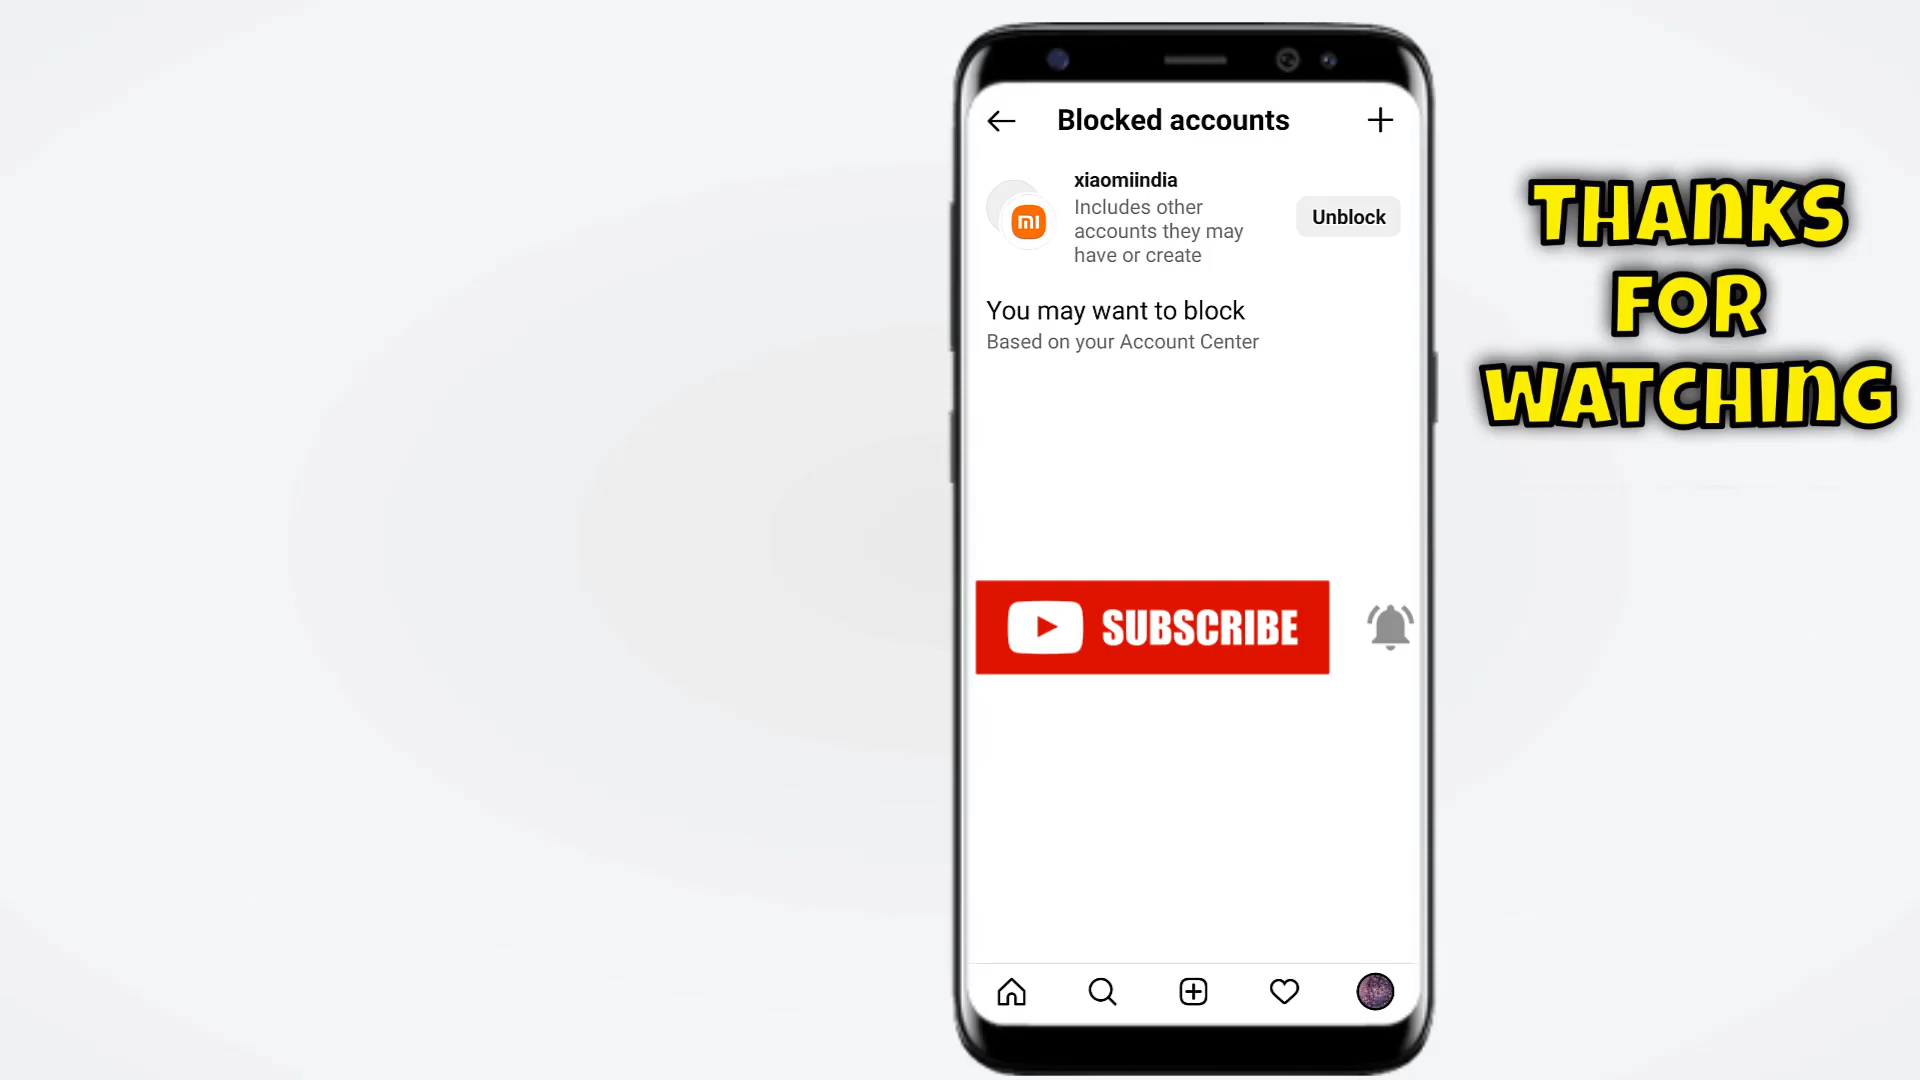 Blocked accounts
xiaomiindia
Includes other
accounts they may
have or create
Unblock
You may want to block
Based on your Account Center
SUBSCRIBE
THANKS
FOR
WATCHING